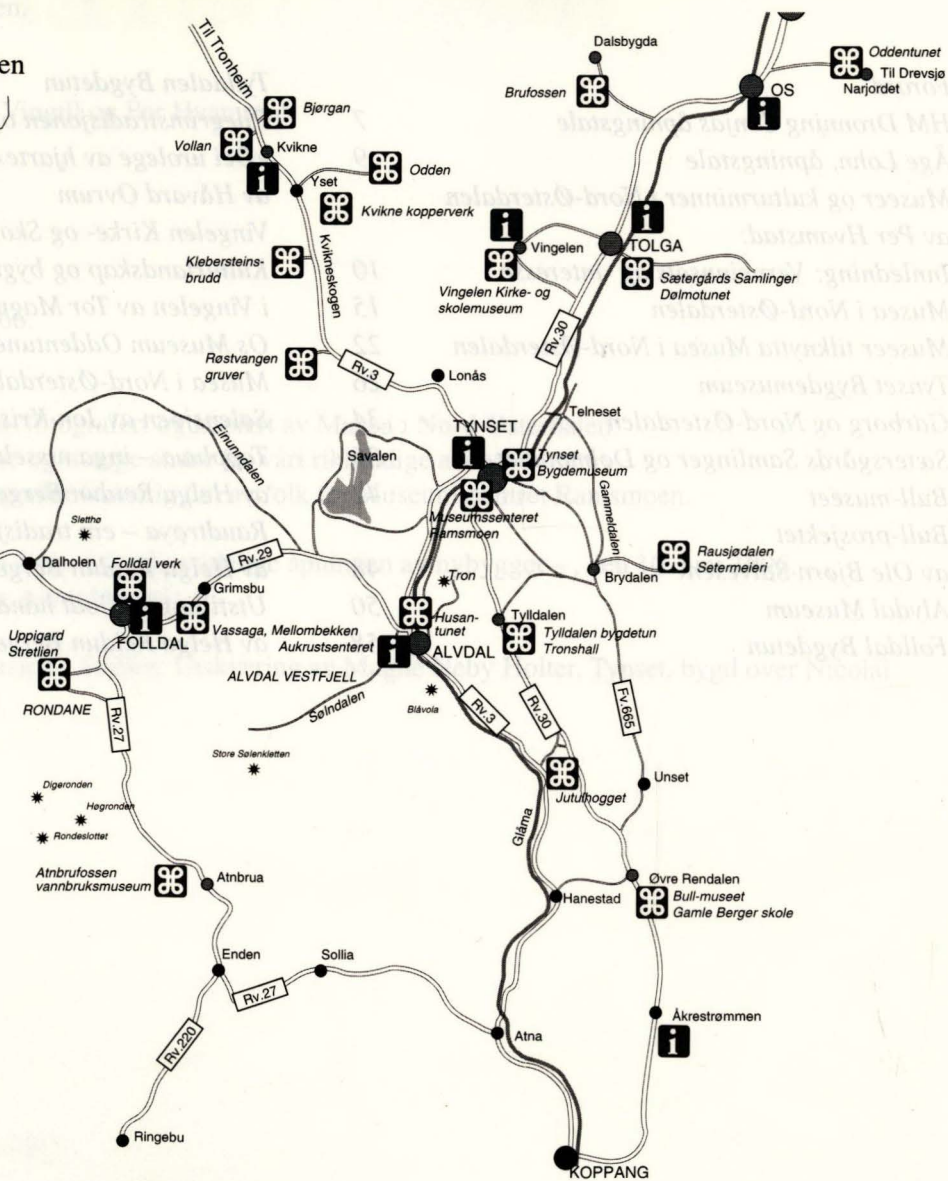 en
Til Tronheim
Bjørgan
Vollan
Kvikne
Yset
Odden
Kvikne kopperverk
Klebersteins-
brudd
Kvikneskogen
Røstvangen
gruver
Rv.3
Lonås
Dalsbygda
Brufossen
OS
Oddentunet
Til Drevsjø
Narjordet
Vingelen
TOLGA
Vingelen Kirke- og
skolemuseum
Sætergårds Samlinger
Dølmotunet
Rv.30
Telneset
TYNSET
Tynset
Bygdemuseum
Savalen
Museumssenteret
Ramsmoen
Einunndalen
Gammeldalen
Sletthø
Dalholen
Folldal verk
Rv.29
Grimsbu
FOLLDAL
Vassaga, Mellombekken
Aukrustsenteret
Tron
Husan-
tunet
ALVDAL
Tylldalen
Tylldalen bygdetun
Tronshall
Brydalen
Rausjødalen
Setermeieri
Uppigard
Streitlien
RONDANE
Rv.27
ALVDAL VESTFJELL
Sølndalen
Blåvola
Rv.3
Rv.30
Fv.665
Store Sølenkletten
Digeronden
Høgronden
Rondeslottet
Jutulhogget
Unset
Glåma
Atnbrufossen
vannbruksmuseum
Atnbrua
Hanestad
Øvre Rendalen
Bull-museet
Gamle Berger skole
Enden
Sollia
Rv.27
Rv.220
Atna
Åkrestrømmen
Ringebu
KOPPANG